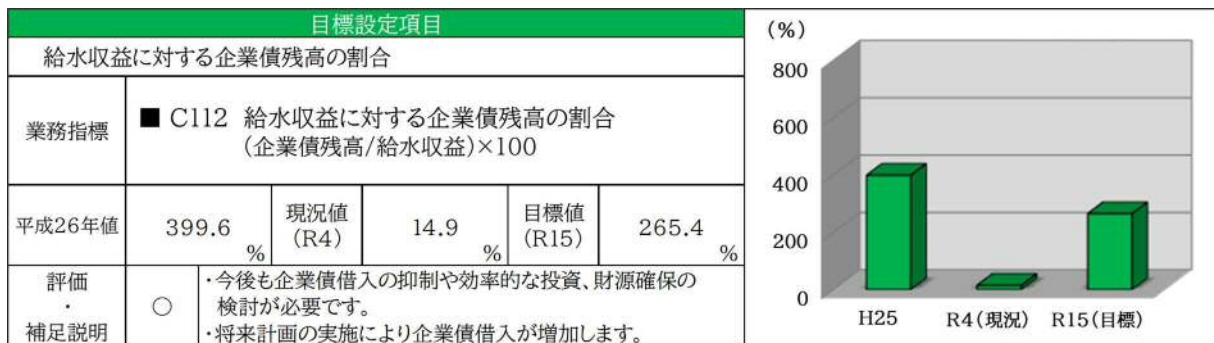 目標設定項目
給水収益に対する企業債残高の割合
業務指標
■ C112 給水収益に対する企業債残高の割合
(企業債残高/給水収益)×100
平成26年値
399.6
%
現況値
(R4)
14.9
%
目標値
(R15)
265.4
%
評価
・
補足説明
○
・今後も企業債借入の抑制や効率的な投資、財源確保の
検討が必要です。
・将来計画の実施により企業債借入が増加します。
(%)
800
600
400
200
0
H25 R4(現況) R15(目標)